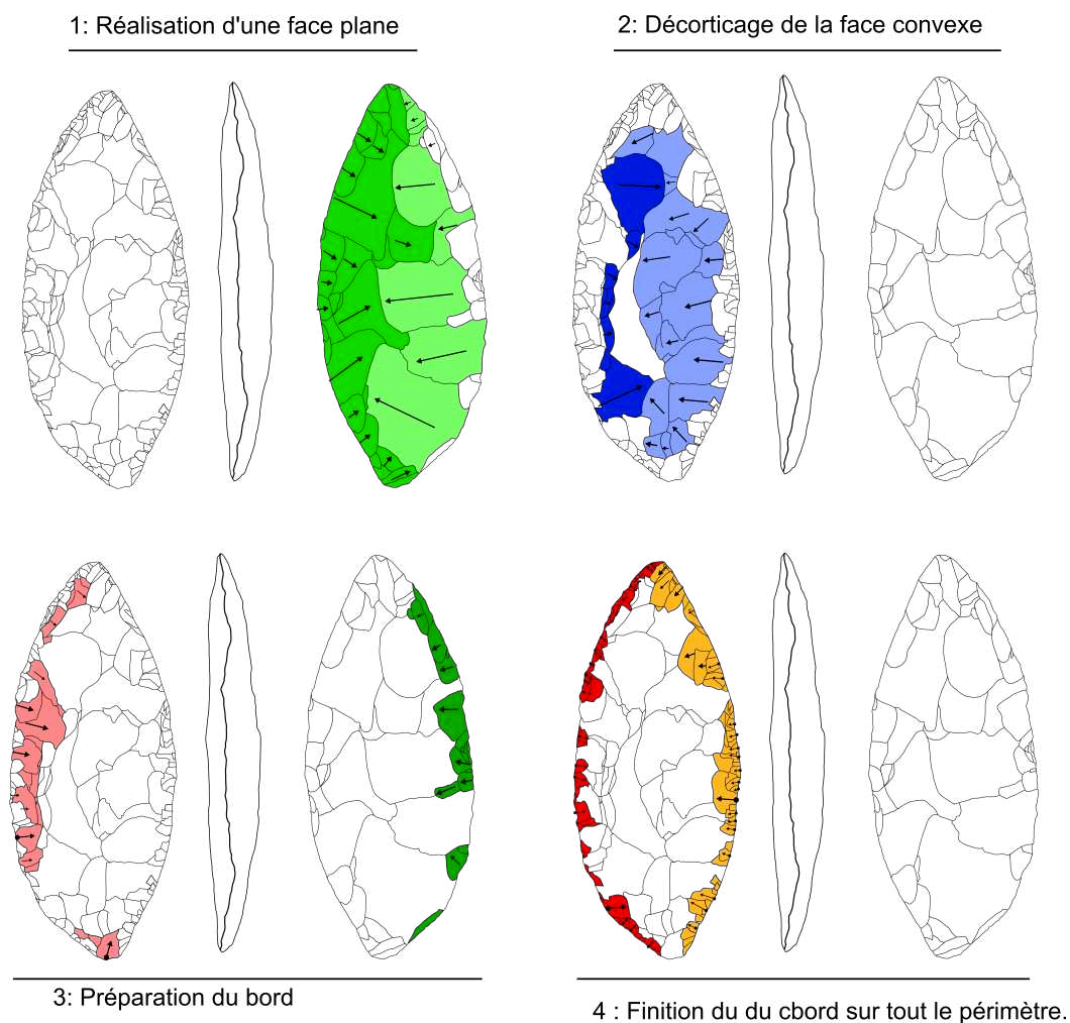 1: Réalisation d'une face plane
2: Décorticage de la face convexe
3: Préparation du bord
4 : Finition du du cbord sur tout le périmètre.